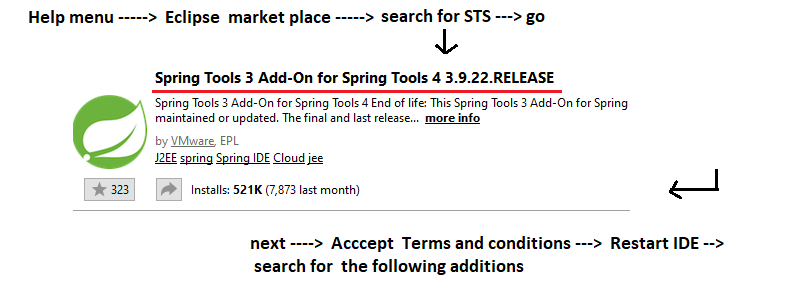 Help menu -----> Eclipse market place -----> search for STS ---> go
Spring Tools 3 Add-On for Spring Tools 4 3.9.22.RELEASE
Spring Tools 3 Add-On for Spring Tools 4 End of life: This Spring Tools 3 Add-On for Spring
maintained or updated. The final and last release... more info
by VMware, EPL
J2EE spring Spring IDE Cloud jee
323 Installs: 521K (7,873 last month)
next ----> Acccept Terms and conditions ---> Restart IDE -->
search for the following additions